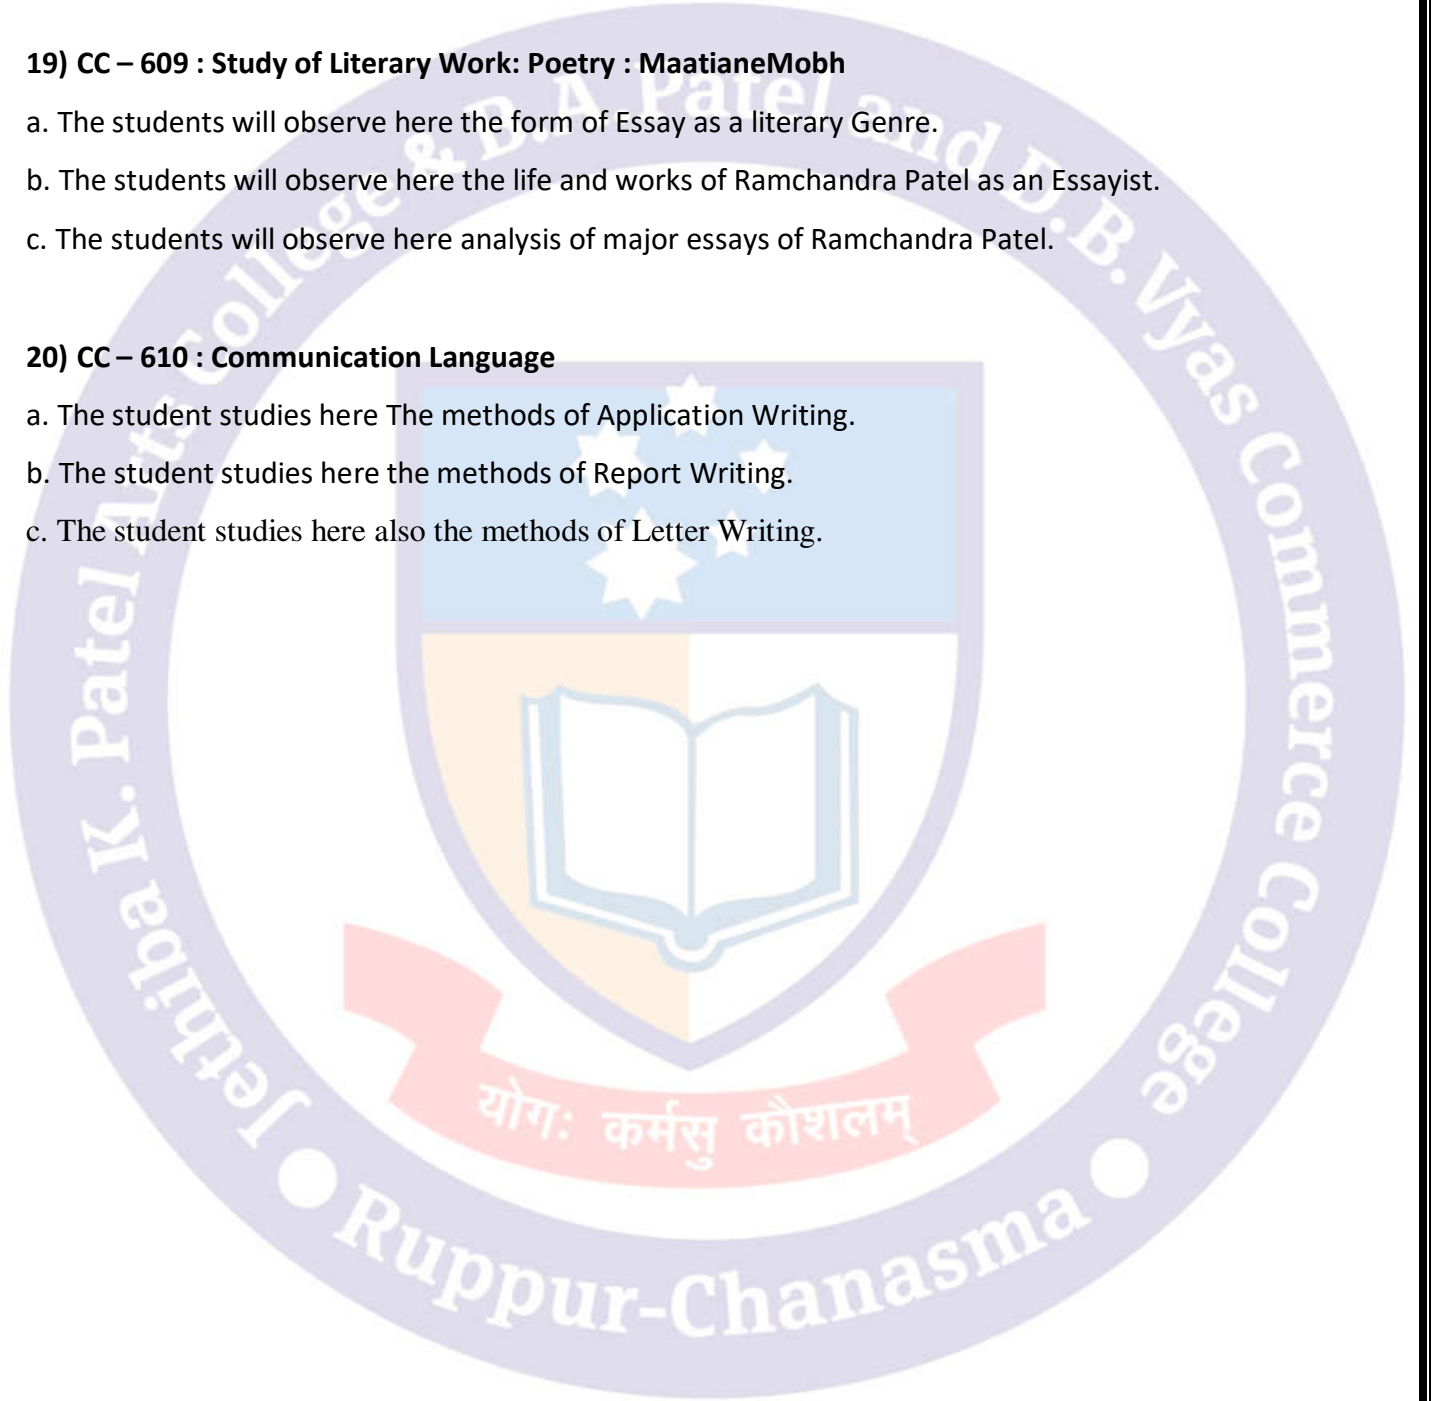 19) CC – 609 : Study of Literary Work: Poetry : MaatianeMobh
a. The students will observe here the form of Essay as a literary Genre.
b. The students will observe here the life and works of Ramchandra Patel as an Essayist.
c. The students will observe here analysis of major essays of Ramchandra Patel.
20) CC – 610 : Communication Language
a. The student studies here The methods of Application Writing.
b. The student studies here the methods of Report Writing.
c. The student studies here also the methods of Letter Writing.
Jethiba K. Patel Arts College & B.A. Patel and D.B. Vyas Commerce College
योगः कर्मसु कौशलम्
Ruppur-Chanasma